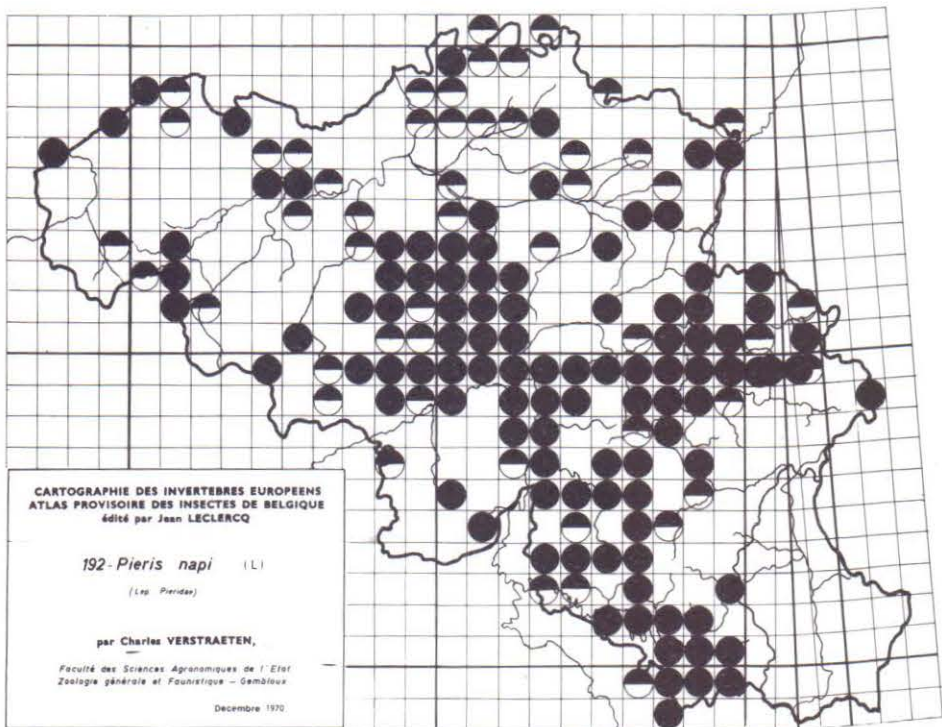 CARTOGRAPHIE DES INVERTEBRES EUROPEENS
ATLAS PROVISOIRE DES INSECTES DE BELGIQUE
édité par Jean LECLERCQ
192-Pieris napi (L)
(Lep. Pieridae)
par Charles VERSTRAETEN,
Faculté des Sciences Agronomiques de l'Etat
Zoologie générale et Faunistique - Gembloux
Decembre 1970